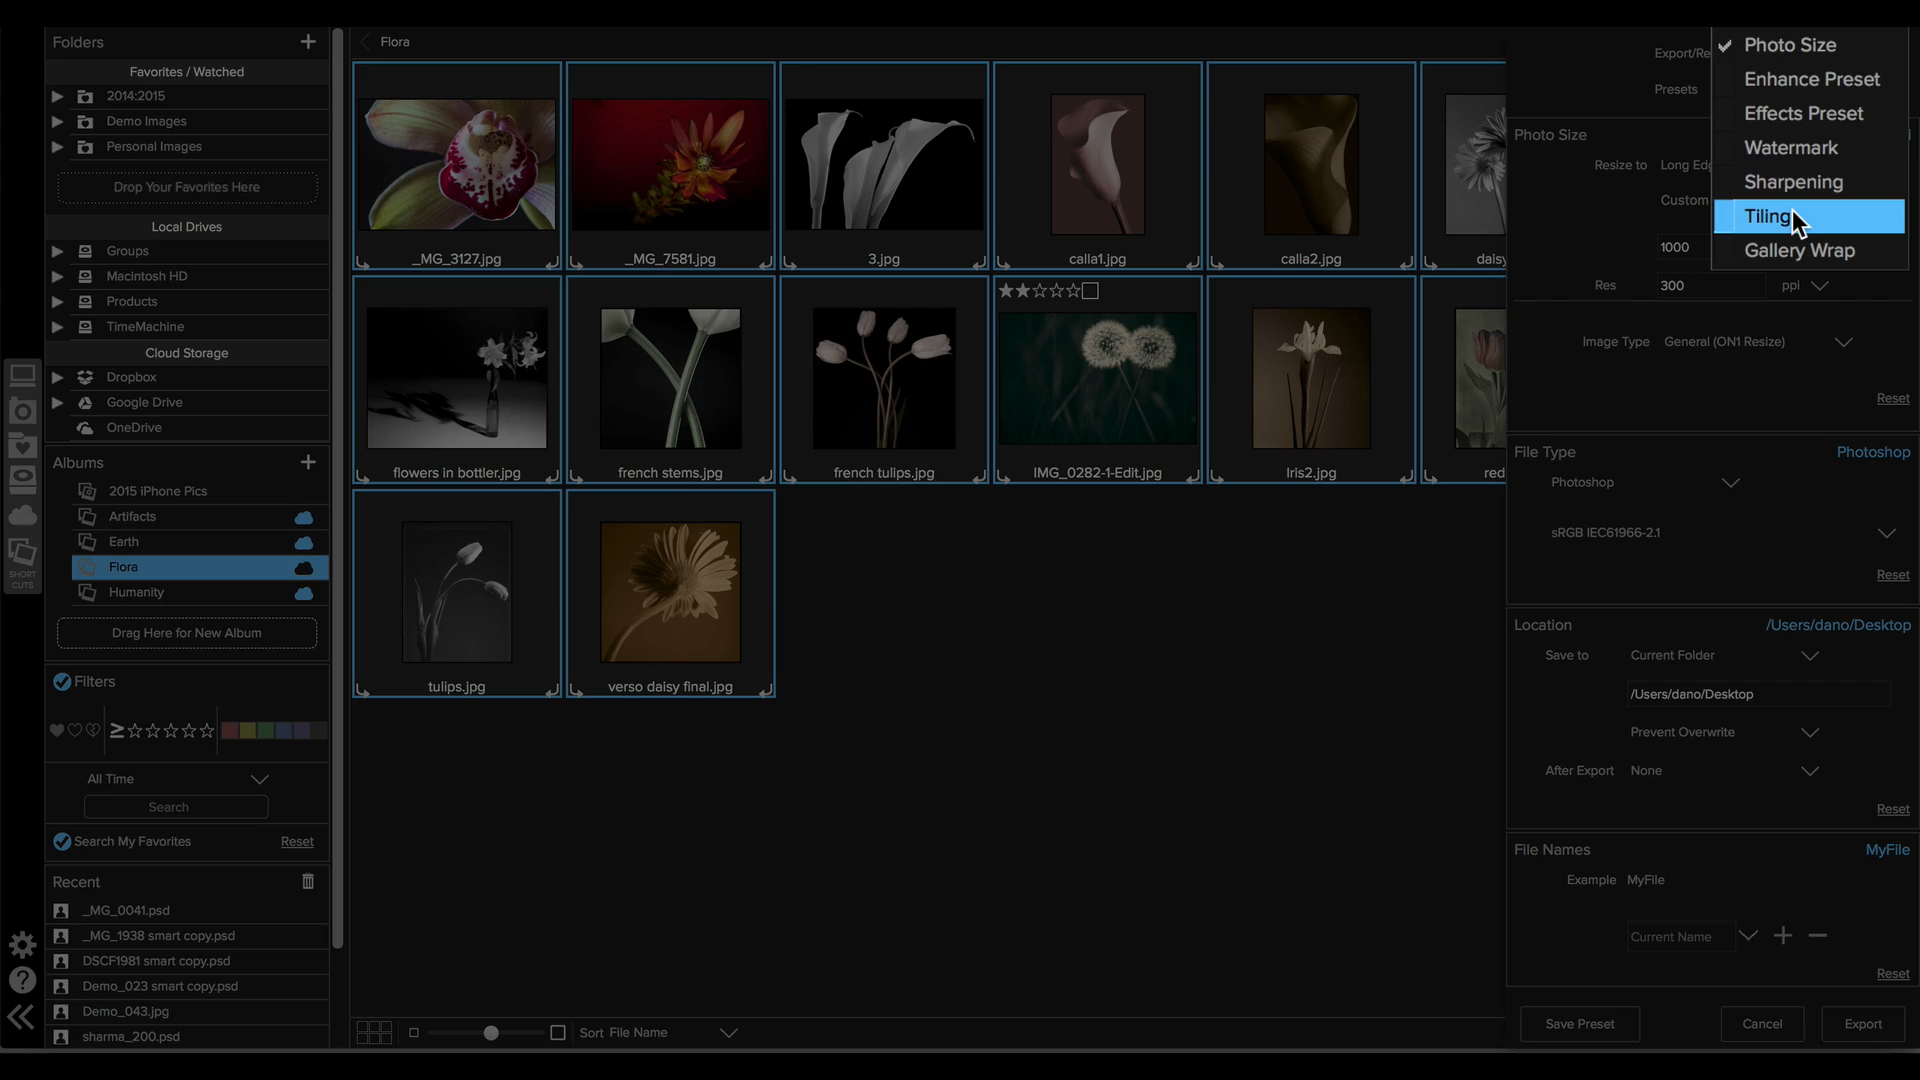 Folders
Favorites / Watched
2014:2015
Demo Images
Personal Images
Drop Your Favorites Here
Local Drives
Groups
Macintosh HD
Products
TimeMachine
Cloud Storage
Dropbox
Google Drive
OneDrive
SHORT
CUTS
Albums
2015 iPhone Pics
Artifacts
Earth
Flora
Humanity
Drag Here for New Album
Filters
All Time
Search
Search My Favorites
Reset
Recent
_MG_0041.psd
_MG_1938 smart copy.psd
DSCF1981 smart copy.psd
Demo_023 smart copy.psd
Demo_043.jpg
sharma_200.psd
Flora
_MG_3127.jpg
_MG_7581.jpg
3.jpg
calla1.jpg
calla2.jpg
daisy
flowers in bottler.jpg
french stems.jpg
french tulips.jpg
IMG_0282-1-Edit.jpg
Iris2.jpg
red
tulips.jpg
verso daisy final.jpg
Sort File Name
Export/Re
Presets
Photo Size
Enhance Preset
Effects Preset
Watermark
Sharpening
Tiling
Gallery Wrap
Photo Size
Resize to Long Edg
Custom
1000
Res 300 ppi
Image Type General (ON1 Resize)
Reset
File Type Photoshop
Photoshop
sRGB IEC61966-2.1
Reset
Location /Users/dano/Desktop
Save to Current Folder
/Users/dano/Desktop
Prevent Overwrite
After Export None
Reset
File Names MyFile
Example MyFile
Current Name
Reset
Save Preset Cancel Export